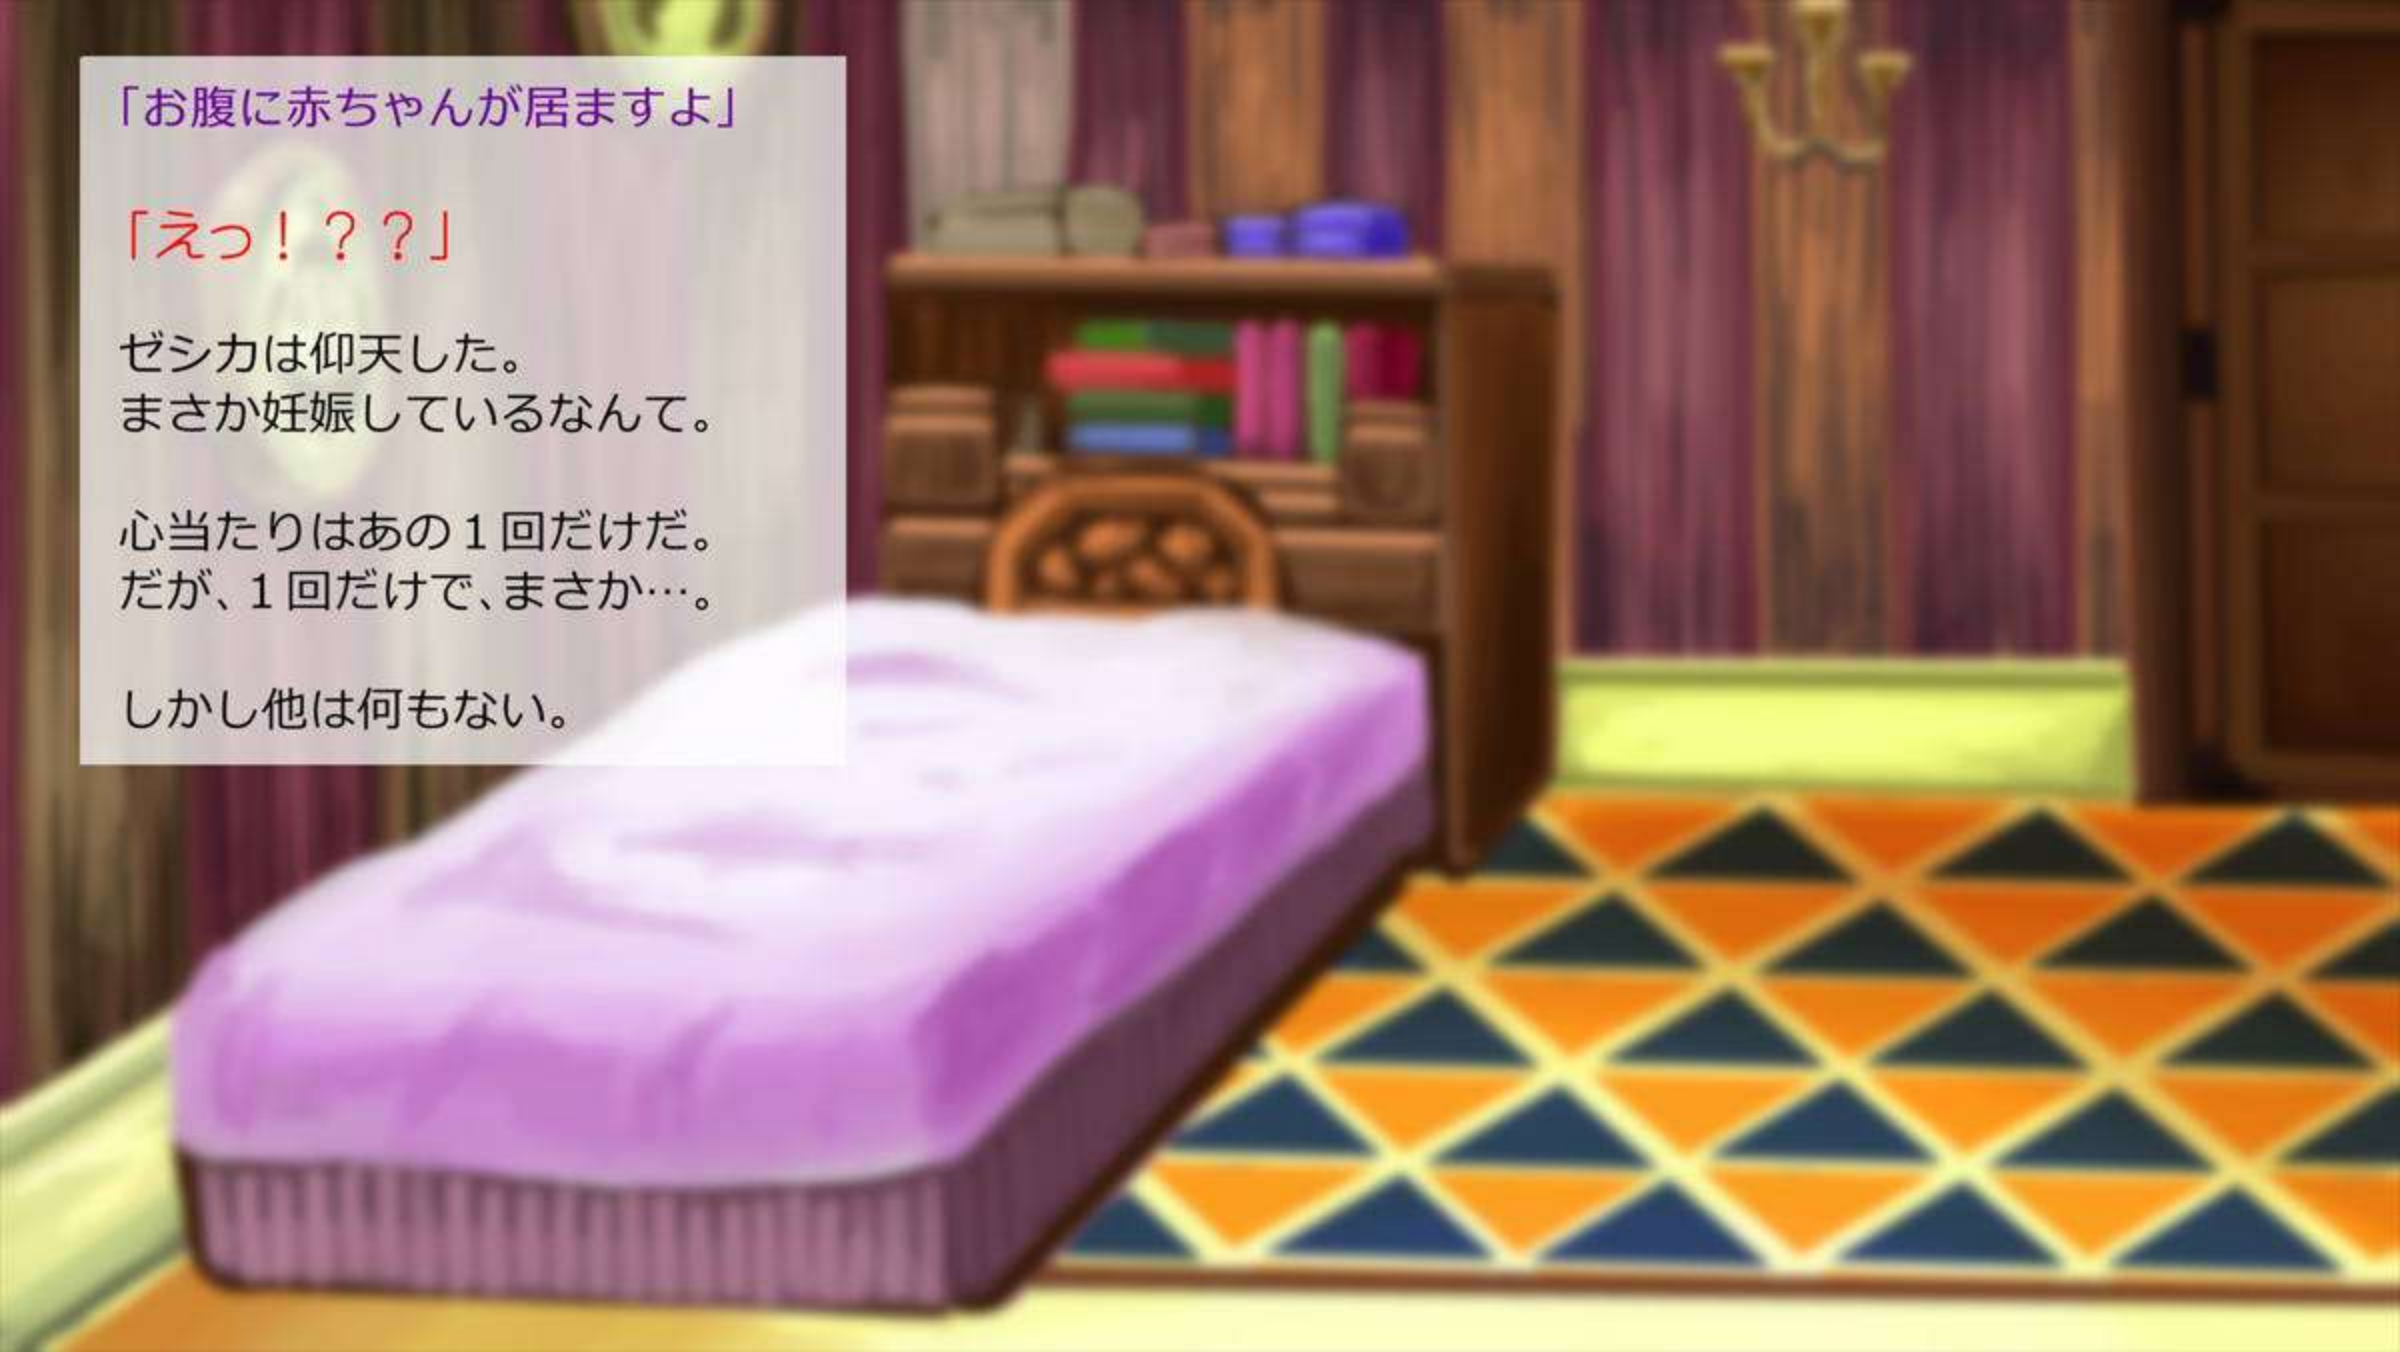 「お腹に赤ちゃんが居ますよ」
「えっ！？？」
ゼシカは仰天した。
まさか妊娠しているなんて。
心当たりはあの１回だけだ。
だが、１回だけで、まさか…。
しかし他は何もない。